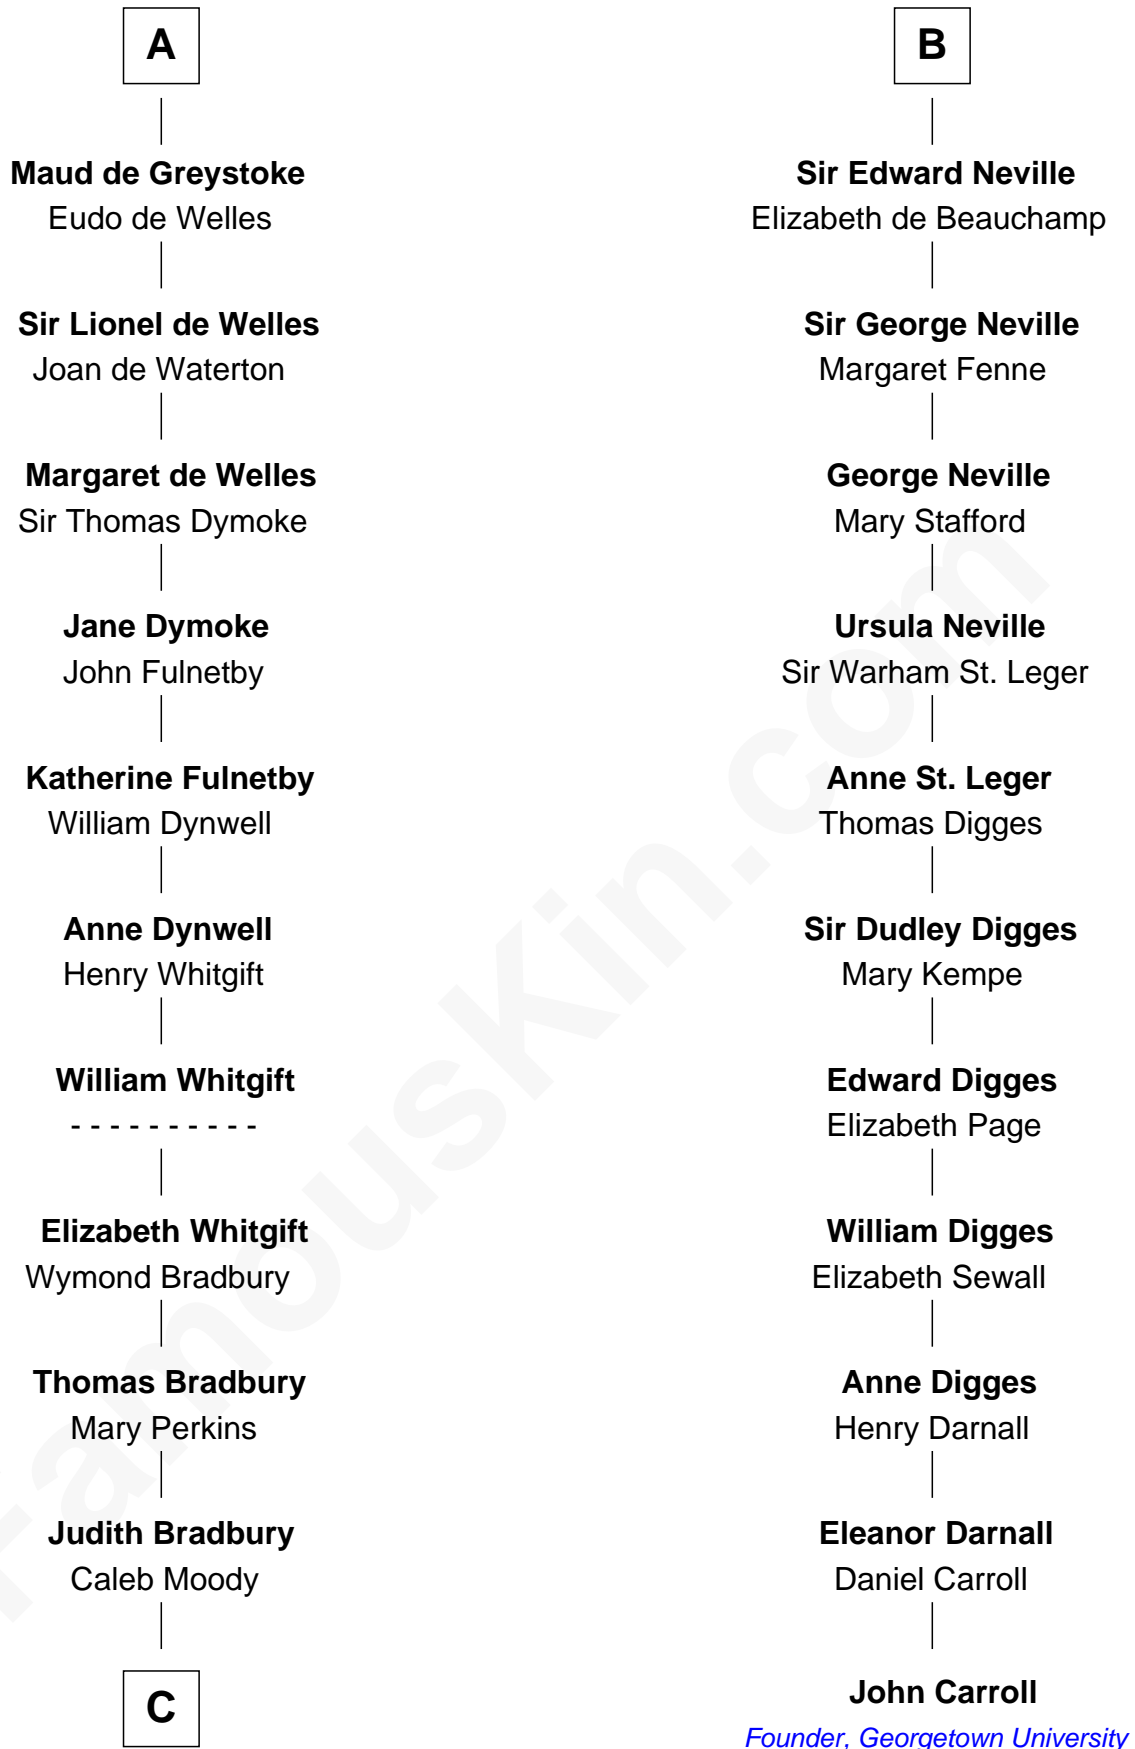 A
Maud de Greystoke
Eudo de Welles
Sir Lionel de Welles
Joan de Waterton
Margaret de Welles
Sir Thomas Dymoke
Jane Dymoke
John Fulnetby
Katherine Fulnetby
William Dynwell
Anne Dynwell
Henry Whitgift
William Whitgift
- - - - - - - - - -
Elizabeth Whitgift
Wymond Bradbury
Thomas Bradbury
Mary Perkins
Judith Bradbury
Caleb Moody
C
B
Sir Edward Neville
Elizabeth de Beauchamp
Sir George Neville
Margaret Fenne
George Neville
Mary Stafford
Ursula Neville
Sir Warham St. Leger
Anne St. Leger
Thomas Digges
Sir Dudley Digges
Mary Kempe
Edward Digges
Elizabeth Page
William Digges
Elizabeth Sewall
Anne Digges
Henry Darnall
Eleanor Darnall
Daniel Carroll
John Carroll
Founder, Georgetown University
FamousKin.com